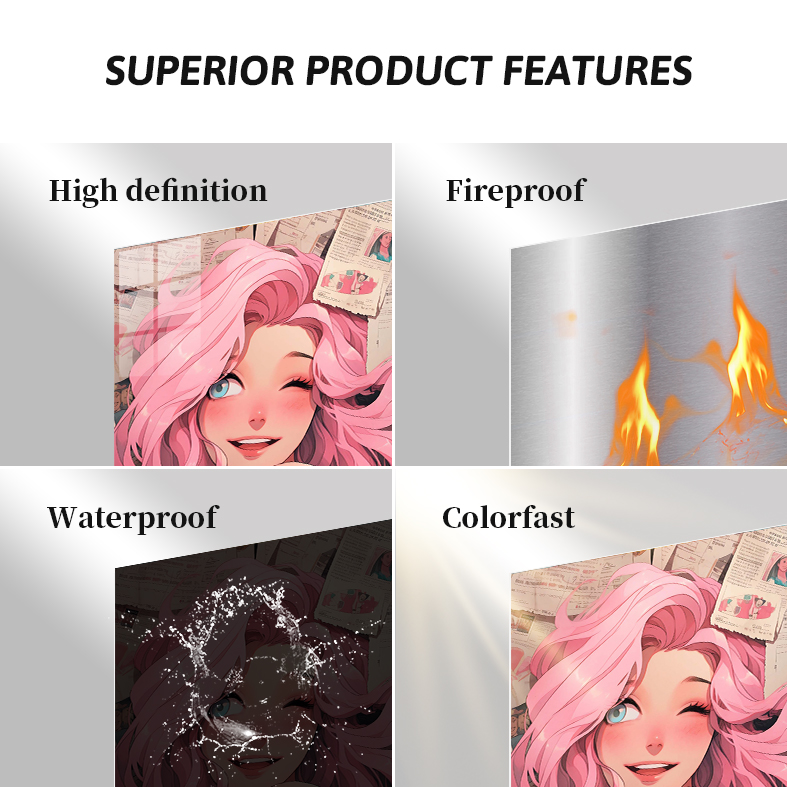 SUPERIOR PRODUCT FEATURES
High definition
Fireproof
Waterproof
Colorfast